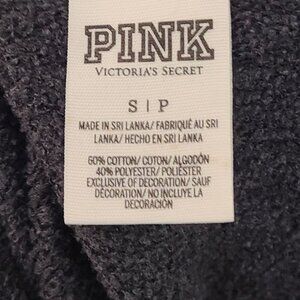 PINK
VICTORIA'S SECRET
S | P
MADE IN SRI LANKA/ FABRIQUÉ AU SRI
LANKA/ HECHO EN SRI LANKA
60% COTTON/ COTON/ ALGODÓN
40% POLYESTER/ POLIÉSTER
EXCLUSIVE OF DECORATION/ SAUF
DÉCORATION/ NO INCLUYE LA
DECORACIÓN